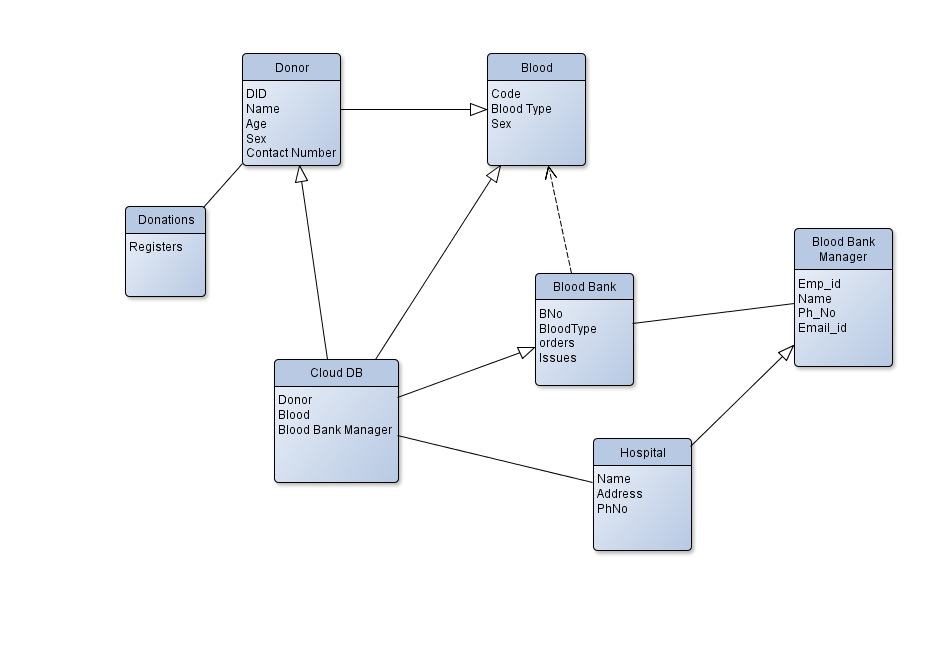 Donor
DID
Name
Age
Sex
Contact Number
Blood
Code
Blood Type
Sex
Donations
Registers
Blood Bank
Manager
Emp_id
Name
Ph_No
Email_id
Blood Bank
BNo
BloodType
orders
Issues
Cloud DB
Donor
Blood
Blood Bank Manager
Hospital
Name
Address
PhNo